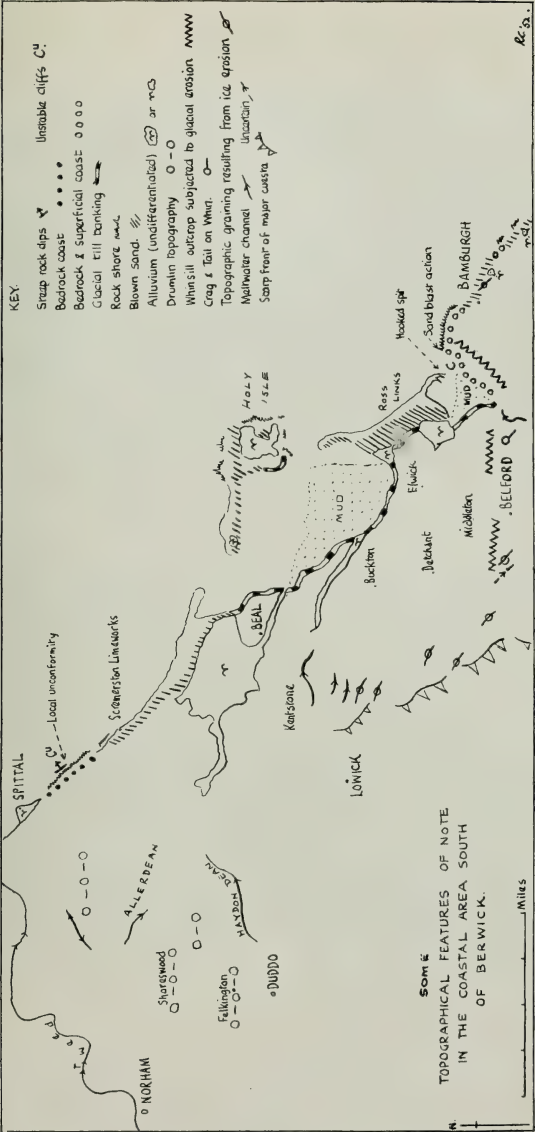 KEY.
Steep rock dips
Unstable cliffs Cᵘ.
Bedrock coast
Bedrock & superficial coast
Glacial till banking
Rock shore
Blown sand.
Alluvium (undifferentiated) or
Drumlin topography
Whinsill outcrop subjected to glacial erosion
Crag & Tail on Whin.
Topographic graining resulting from ice erosion
Meltwater channel
Uncertain
Scarp front of major cuesta
SPITTAL
Cᵘ
Local unconformity
Scremerston Limeworks
HOLY
ISLE
Tweed
NORHAM
ALLERDEAN
Shoreswood
Felkington
HAYDON DEAN
DUDDO
BEAL
Kentstone
LOWICK
MUD
Buckton
ROSS
LINKS
Elwick
Detchant
Middleton
BELFORD
Hooked spit
Sand blast action
MUD
BAMBURGH
N.
SOME
TOPOGRAPHICAL FEATURES OF NOTE
IN THE COASTAL AREA SOUTH
OF BERWICK.
Miles